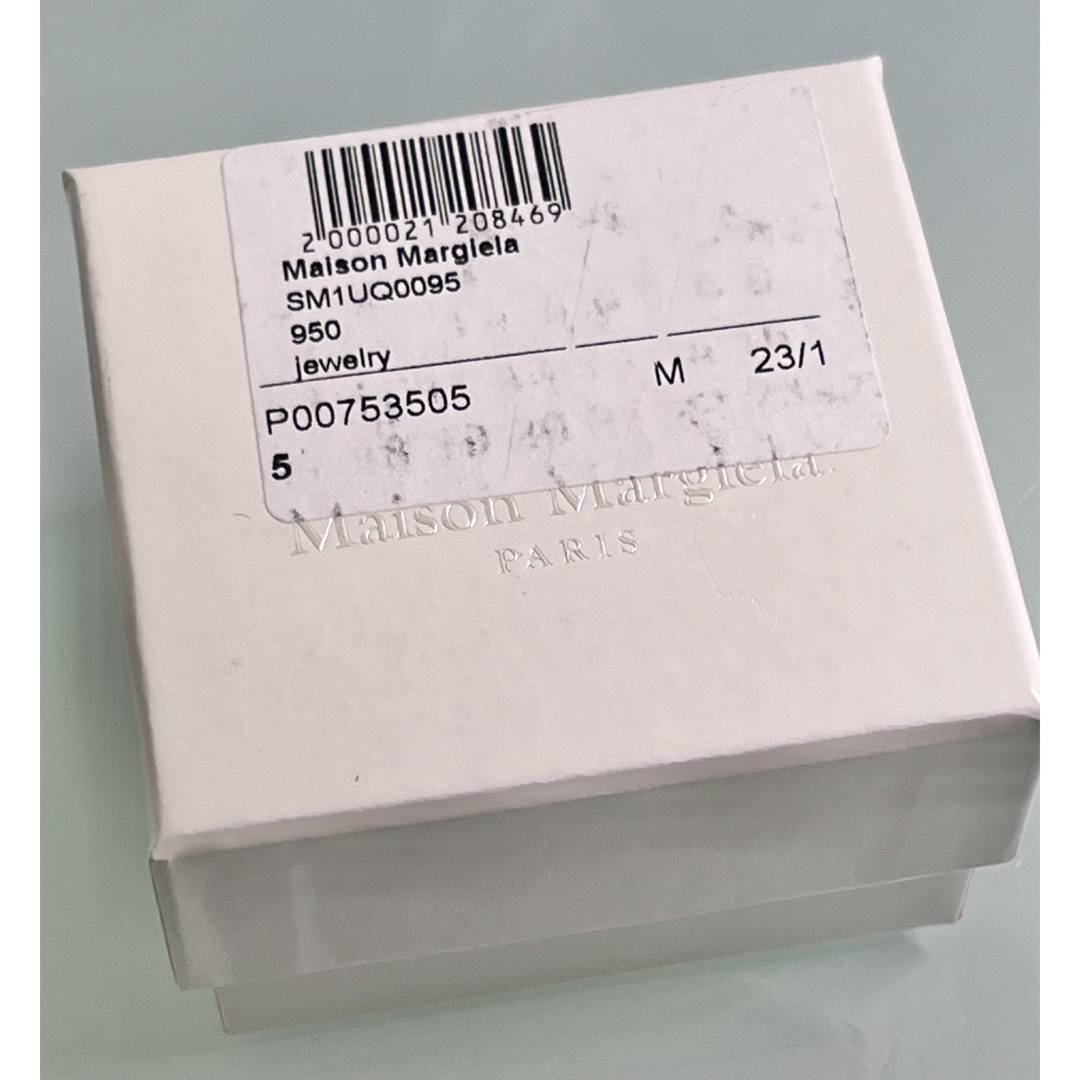 2 000021 208469
Maison Margiela
SM1UQ0095
950
jewelry
P00753505 M 23/1
5
Maison Margiela
PARIS